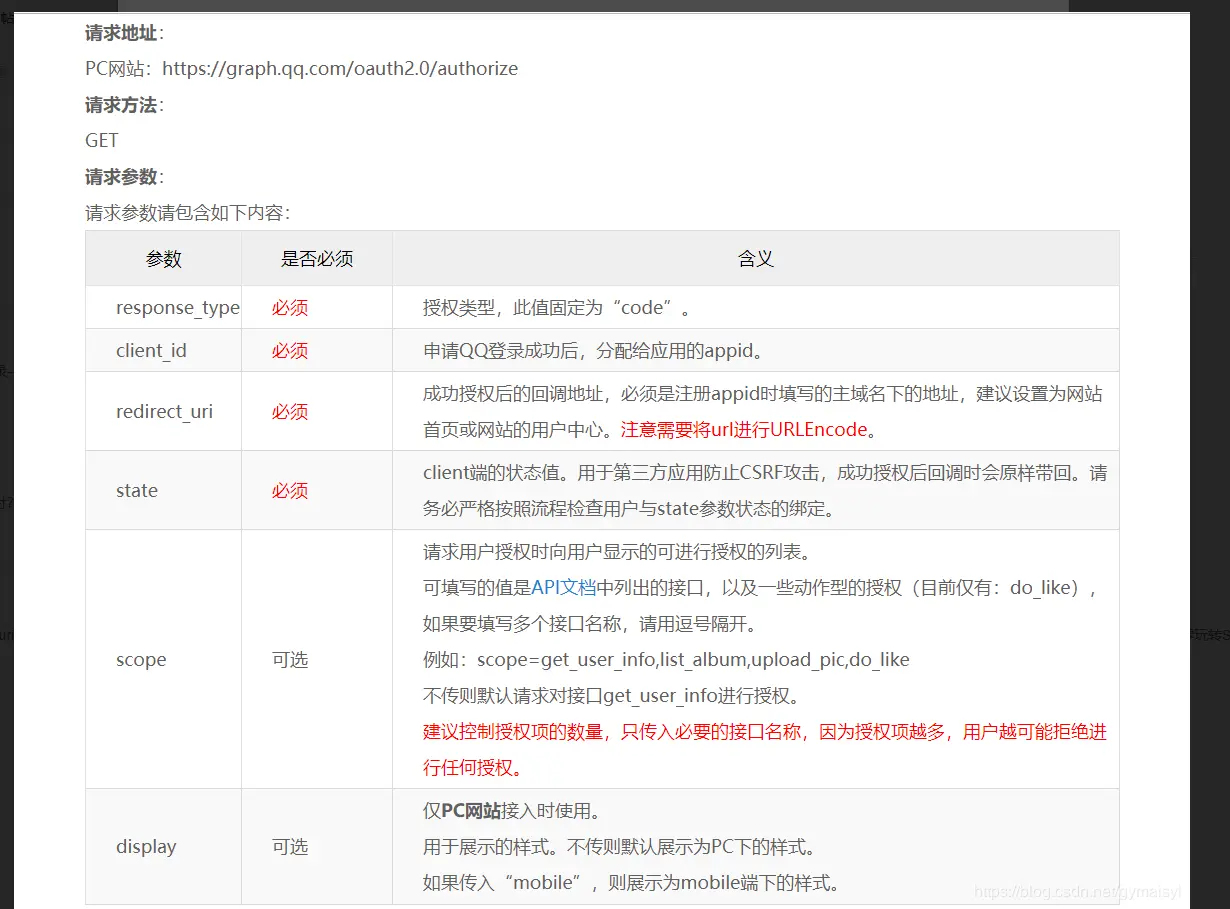 请求地址：
PC网站：https://graph.qq.com/oauth2.0/authorize
请求方法：
GET
请求参数：
请求参数请包含如下内容：
参数 是否必须 含义
response_type 必须 授权类型，此值固定为“code”。
client_id 必须 申请QQ登录成功后，分配给应用的appid。
redirect_uri 必须 成功授权后的回调地址，必须是注册appid时填写的主域名下的地址，建议设置为网站
首页或网站的用户中心。注意需要将url进行URLEncode。
state 必须 client端的状态值。用于第三方应用防止CSRF攻击，成功授权后回调时会原样带回。请
务必严格按照流程检查用户与state参数状态的绑定。
scope 可选 请求用户授权时向用户显示的可进行授权的列表。
可填写的值是API文档中列出的接口，以及一些动作型的授权（目前仅有：do_like），
如果要填写多个接口名称，请用逗号隔开。
例如：scope=get_user_info,list_album,upload_pic,do_like
不传则默认请求对接口get_user_info进行授权。
建议控制授权项的数量，只传入必要的接口名称，因为授权项越多，用户越可能拒绝进
行任何授权。
display 可选 仅PC网站接入时使用。
用于展示的样式。不传则默认展示为PC下的样式。
如果传入“mobile”，则展示为mobile端下的样式。
https://blog.csdn.net/gymaisyl